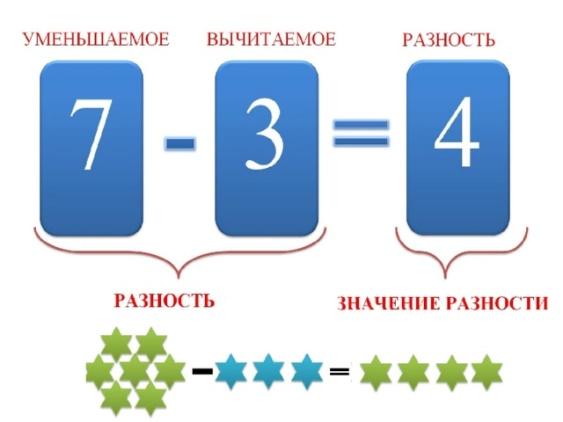 УМЕНЬШАЕМОЕ ВЫЧИТАЕМОЕ РАЗНОСТЬ
7 - 3 = 4
РАЗНОСТЬ ЗНАЧЕНИЕ РАЗНОСТИ
- =